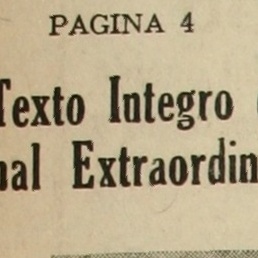 PAGINA 4
Texto Integro
nal Extraordin